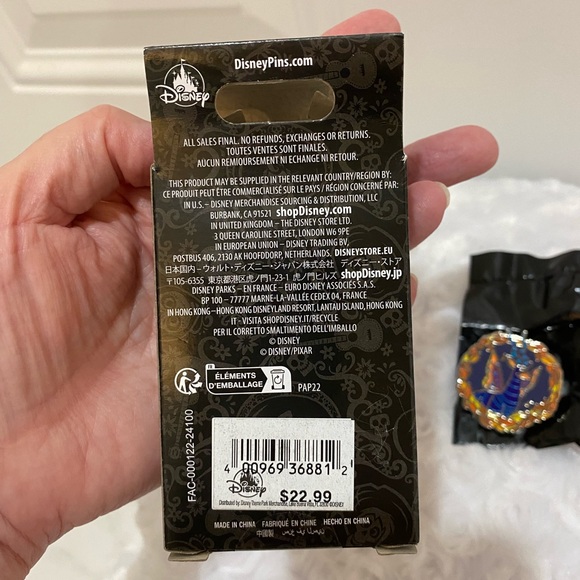 DisneyPins.com
DISNEY
ALL SALES FINAL. NO REFUNDS, EXCHANGES OR RETURNS.
TOUTES VENTES SONT FINALES.
AUCUN REMBOURSEMENT NI ECHANGE NI RETOUR.
THIS PRODUCT MAY BE SUPPLIED IN THE RELEVANT COUNTRY/REGION BY:
CE PRODUIT PEUT ÊTRE COMMERCIALISÉ SUR LE PAYS / RÉGION CONCERNÉ PAR:
IN U.S. – DISNEY MERCHANDISE SOURCING & DISTRIBUTION, LLC
BURBANK, CA 91521 shopDisney.com
IN UNITED KINGDOM – THE DISNEY STORE LTD.
3 QUEEN CAROLINE STREET, LONDON W6 9PE
IN EUROPEAN UNION – DISNEY TRADING BV,
POSTBUS 406, 2130 AK HOOFDDORP, NETHERLANDS. DISNEYSTORE.EU
日本国内 – ウォルト・ディズニー・ジャパン株式会社 ディズニーストア
〒105-6355 東京都港区虎ノ門1-23-1 虎ノ門ヒルズ shopDisney.jp
DISNEY PARKS – EN FRANCE – EURO DISNEY ASSOCIÉS S.A.S.
BP 100 – 77777 MARNE-LA-VALLÉE CEDEX 04, FRANCE
IN HONG KONG – HONG KONG DISNEYLAND RESORT, LANTAU ISLAND, HONG KONG
IT - VISITA SHOPDISNEY.IT/RECYCLE
PER IL CORRETTO SMALTIMENTO DELL'IMBALLO
© DISNEY
© DISNEY/PIXAR
FR
ÉLÉMENTS
D'EMBALLAGE
PAP22
FAC-000122-24100
4 00969 36881 2
DISNEY
$22.99
MADE IN CHINA FABRIQUÉ EN CHINE HECHO EN CHINA
中国製 صنع في الصين